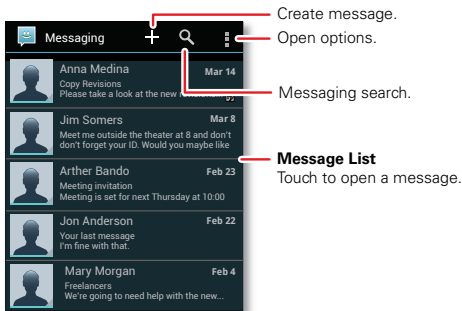 Create message.
Messaging
Open options.
Anna Medina
Mar 14
Copy Revisions
Please take a look at the new
Messaging search.
Jim Somers
Mar 8
Meet me outside the theater at 8 and don't
don't forget your ID. Would you maybe like
Message List
Touch to open a message.
Arther Bando
Feb 23
Meeting invitation
Meeting is set for next Thursday at 10:00
Jon Anderson
Feb 22
Your last message
I'm fine with that.
Mary Morgan
Feb 4
Freelancers
We're going to need help with the new...